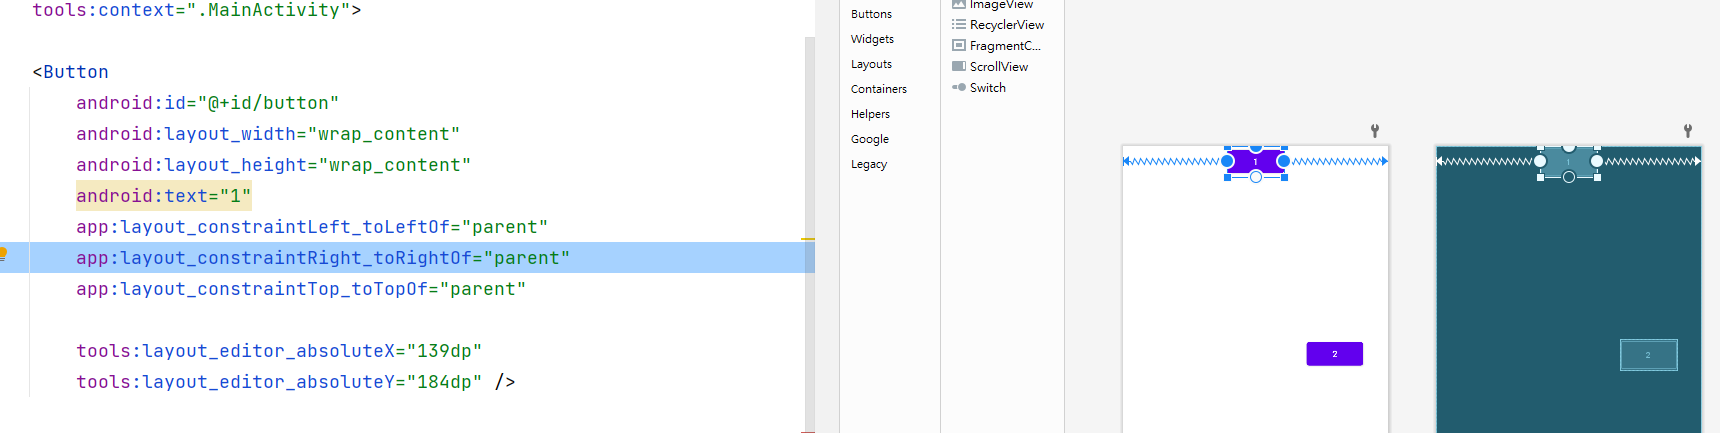 tools:context=".MainActivity">
<Button
android:id="@+id/button"
android:layout_width="wrap_content"
android:layout_height="wrap_content"
android:text="1"
app:layout_constraintLeft_toLeftOf="parent"
app:layout_constraintRight_toRightOf="parent"
app:layout_constraintTop_toTopOf="parent"
tools:layout_editor_absoluteX="139dp"
tools:layout_editor_absoluteY="184dp" />
Buttons
Widgets
Layouts
Containers
Helpers
Google
Legacy
ImageView
RecyclerView
FragmentC...
ScrollView
Switch
1
2
1
2